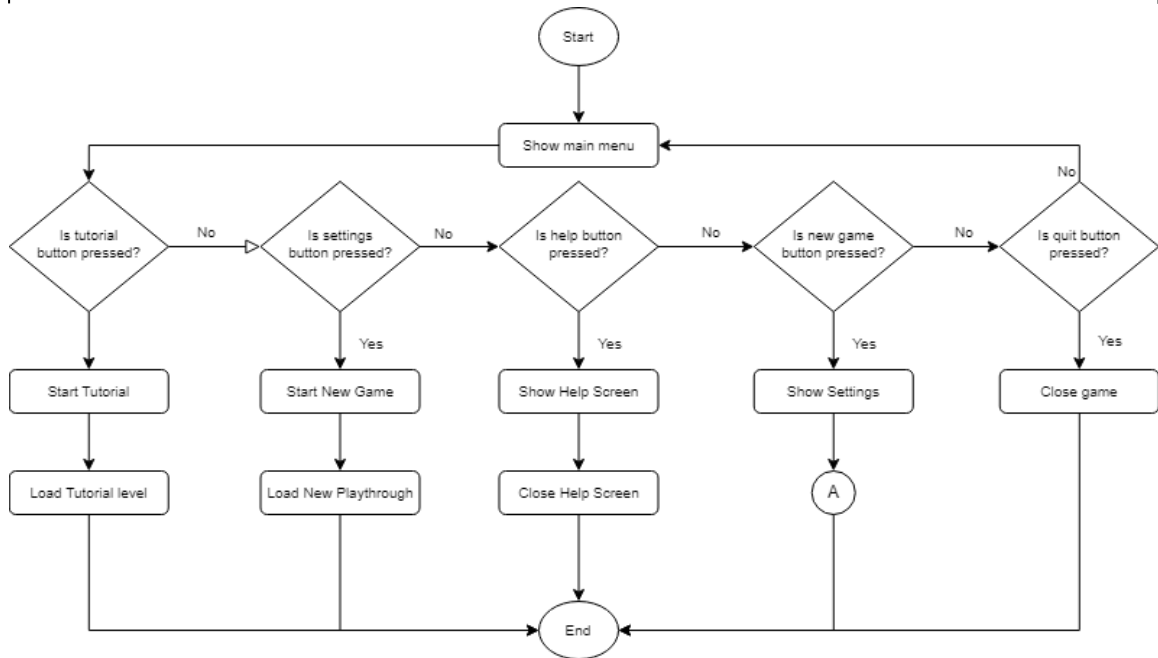 Start
Show main menu
No
Is tutorial
button pressed?
No
Is settings
button pressed?
No
Is help button
pressed?
No
Is new game
button pressed?
No
Is quit button
pressed?
Yes
Yes
Yes
Yes
Start Tutorial
Start New Game
Show Help Screen
Show Settings
Close game
Load Tutorial level
Load New Playthrough
Close Help Screen
A
End